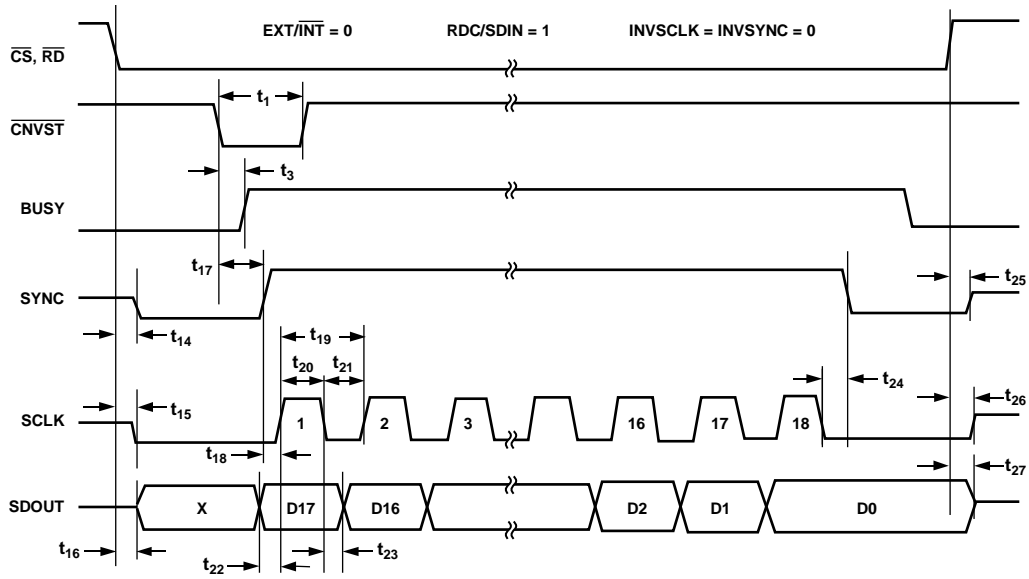 EXT/INT = 0 RDC/SDIN = 1 INVSCLK = INVSYNC = 0
CS, RD
t1
CNVST
t3
BUSY
t17
SYNC
t25
t14
t19
t20 t21
t24
t15
t26
SCLK
1 2 3 16 17 18
t18
t27
SDOUT
X D17 D16 D2 D1 D0
t16
t22
t23